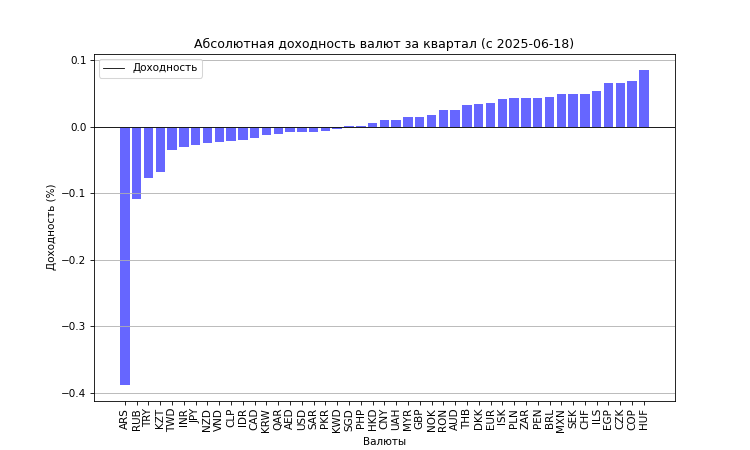 Абсолютная доходность валют за квартал (с 2025-06-18)
Доходность
0.1
0.0
−0.1
−0.2
−0.3
−0.4
Доходность (%)
ARS RUB TRY KZT TWD INR JPY NZD VND CLP IDR CAD KRW QAR AED USD SAR PKR KWD SGD PHP HKD CNY UAH MYR GBP NOK RON AUD THB DKK EUR ISK PLN ZAR PEN BRL MXN SEK CHF ILS EGP CZK COP HUF
Валюты